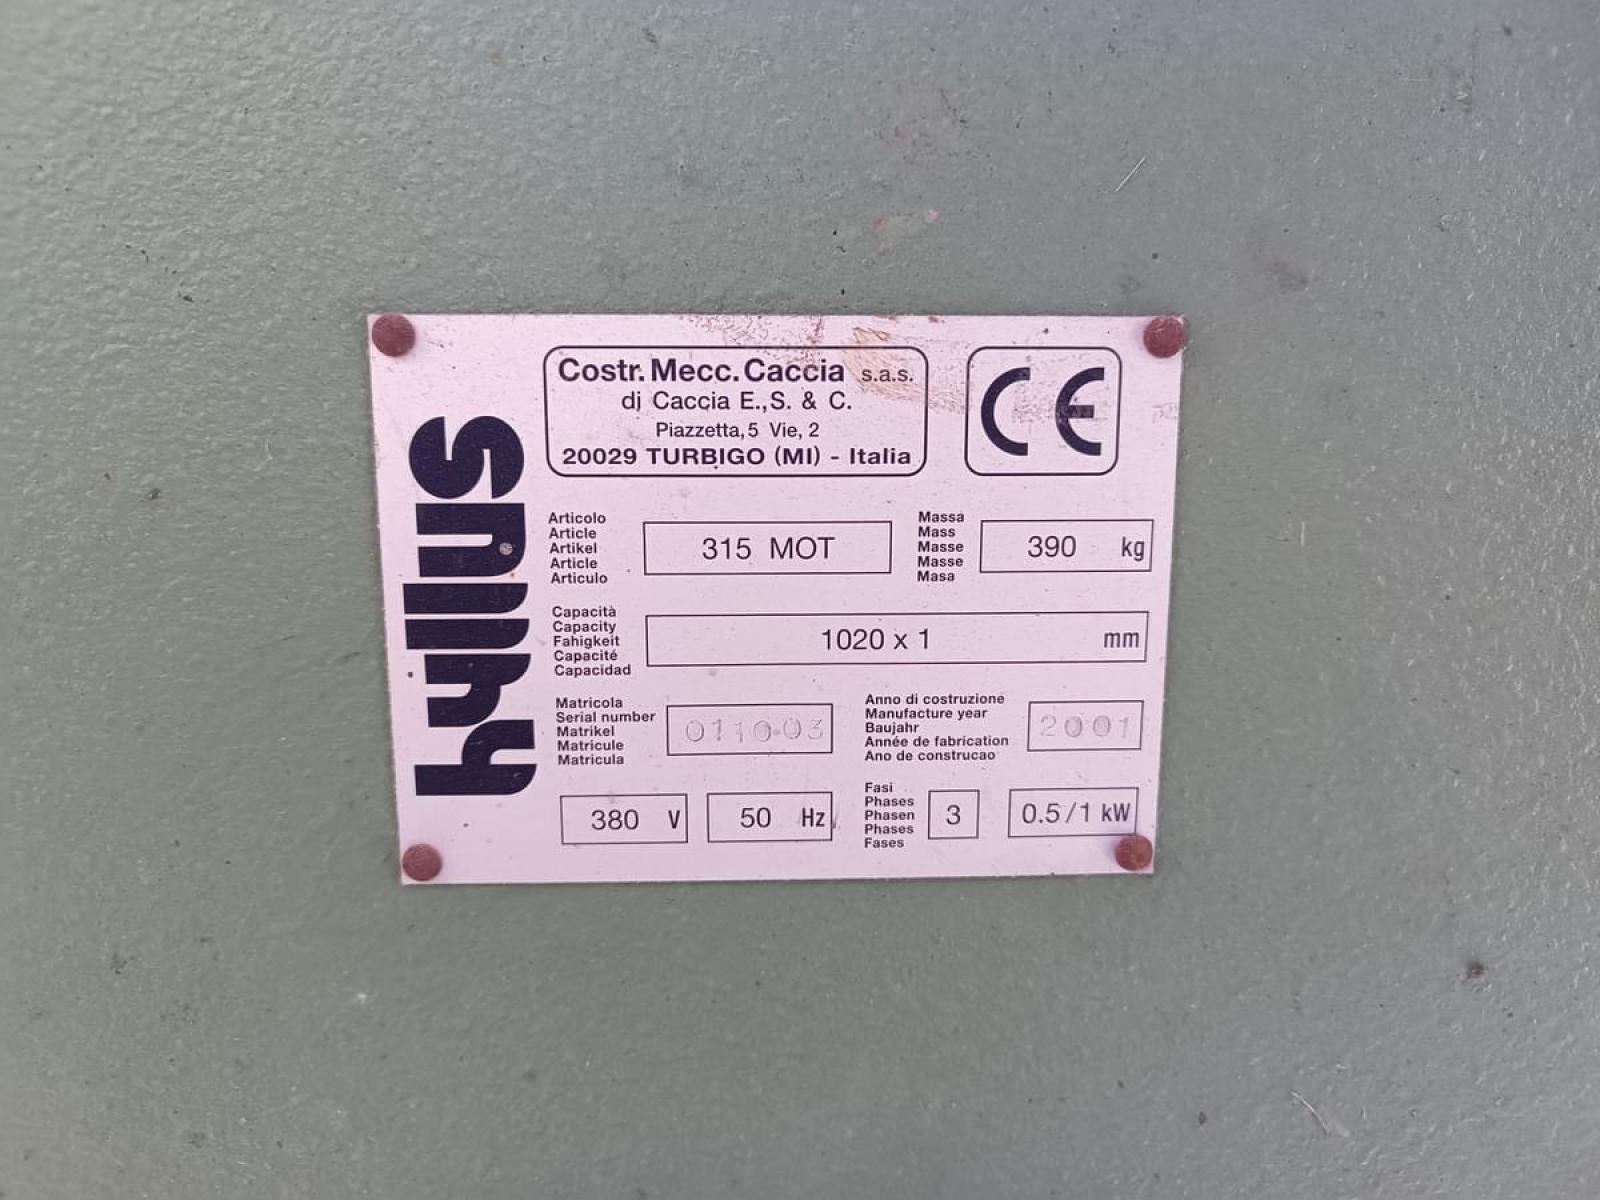 hyllus
Costr. Mecc. Caccia s.a.s.
di Caccia E.,S. & C.
Piazzetta, 5 Vie, 2
20029 TURBIGO (MI) - Italia
CE
Articolo
Article
Artikel
Article
Articulo
315 MOT
Massa
Mass
Masse
Masse
Masa
390 kg
Capacità
Capacity
Fahigkeit
Capacité
Capacidad
1020 x 1 mm
Matricola
Serial number
Matrikel
Matricule
Matricula
0110-03
Anno di costruzione
Manufacture year
Baujahr
Année de fabrication
Ano de construcao
2001
380 V
50 Hz
Fasi
Phases
Phasen
Phases
Fases
3
0.5/1 kW